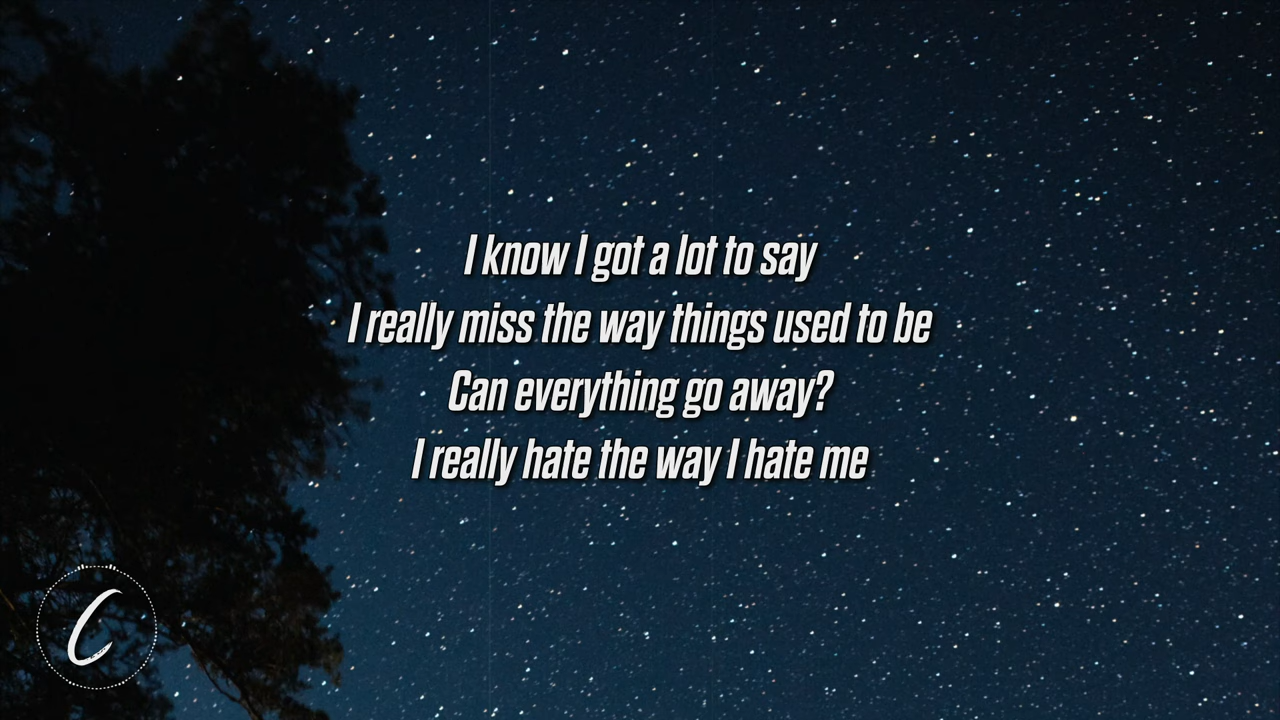 I know I got a lot to say
I really miss the way things used to be
Can everything go away?
I really hate the way I hate me
C